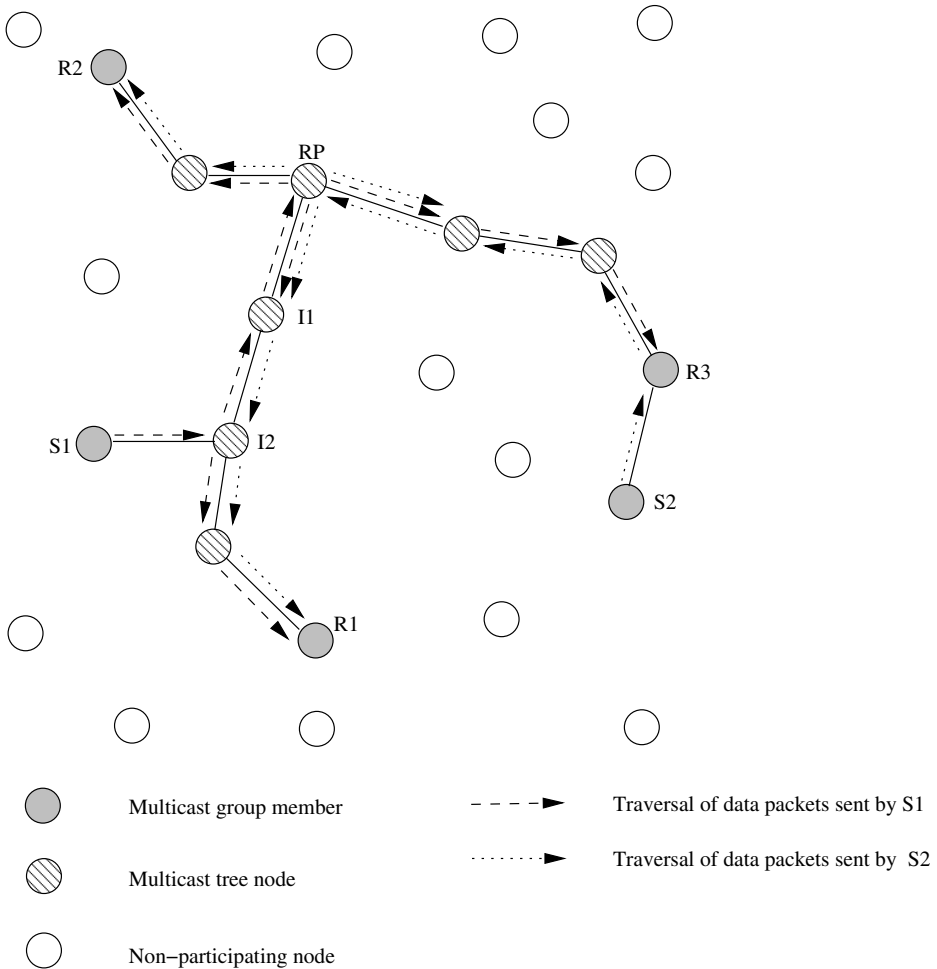 R2
RP
I1
R3
S1
I2
S2
R1
Multicast group member
Traversal of data packets sent by S1
Multicast tree node
Traversal of data packets sent by S2
Non−participating node